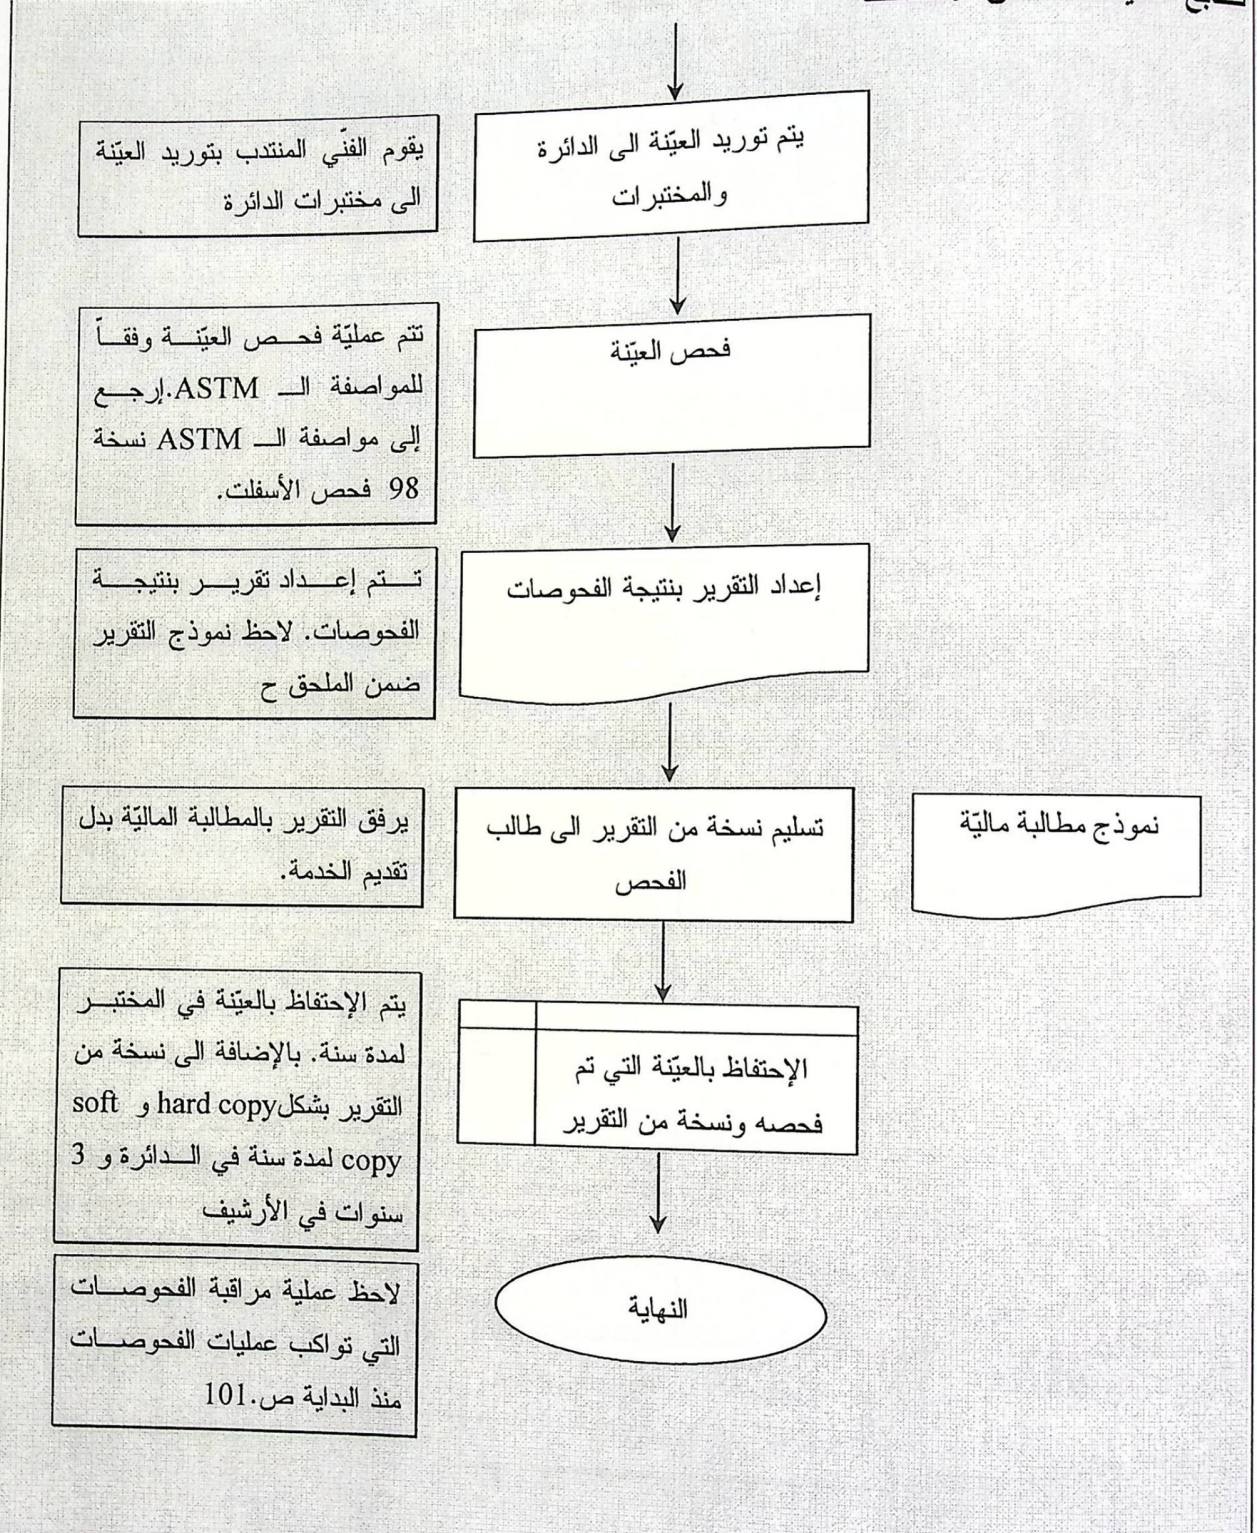 يتم توريد العيّنة الى الدائرة
والمختبرات
يقوم الفنّي المنتدب بتوريد العيّنة
الى مختبرات الدائرة
فحص العيّنة
تتم عمليّة فحص العيّنة وفقاً
للمواصفة الـ ASTM.إرجع
إلى مواصفة الـ ASTM نسخة
98 فحص الأسفلت.
إعداد التقرير بنتيجة الفحوصات
تتم إعداد تقرير بنتيجة
الفحوصات. لاحظ نموذج التقرير
ضمن الملحق ح
نموذج مطالبة ماليّة
تسليم نسخة من التقرير الى طالب
الفحص
يرفق التقرير بالمطالبة الماليّة بدل
تقديم الخدمة.
الإحتفاظ بالعيّنة التي تم
فحصه ونسخة من التقرير
يتم الإحتفاظ بالعيّنة في المختبر
لمدة سنة. بالإضافة الى نسخة من
التقرير بشكل hard copy و soft
copy لمدة سنة في الدائرة و 3
سنوات في الأرشيف
النهاية
لاحظ عملية مراقبة الفحوصات
التي تواكب عمليات الفحوصات
منذ البداية ص.101